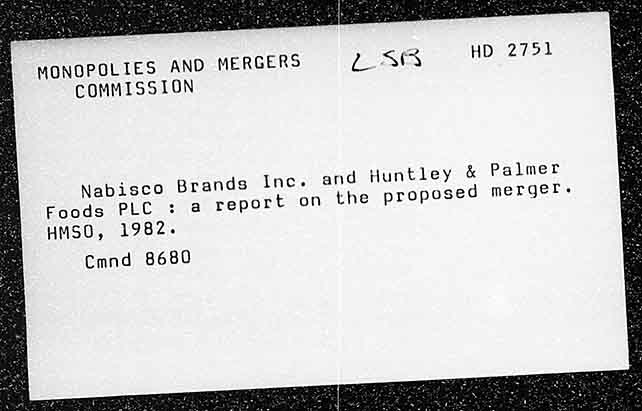 MONOPOLIES AND MERGERS LSB HD 2751
COMMISSION
Nabisco Brands Inc. and Huntley & Palmer
Foods PLC : a report on the proposed merger.
HMSO, 1982.
Cmnd 8680